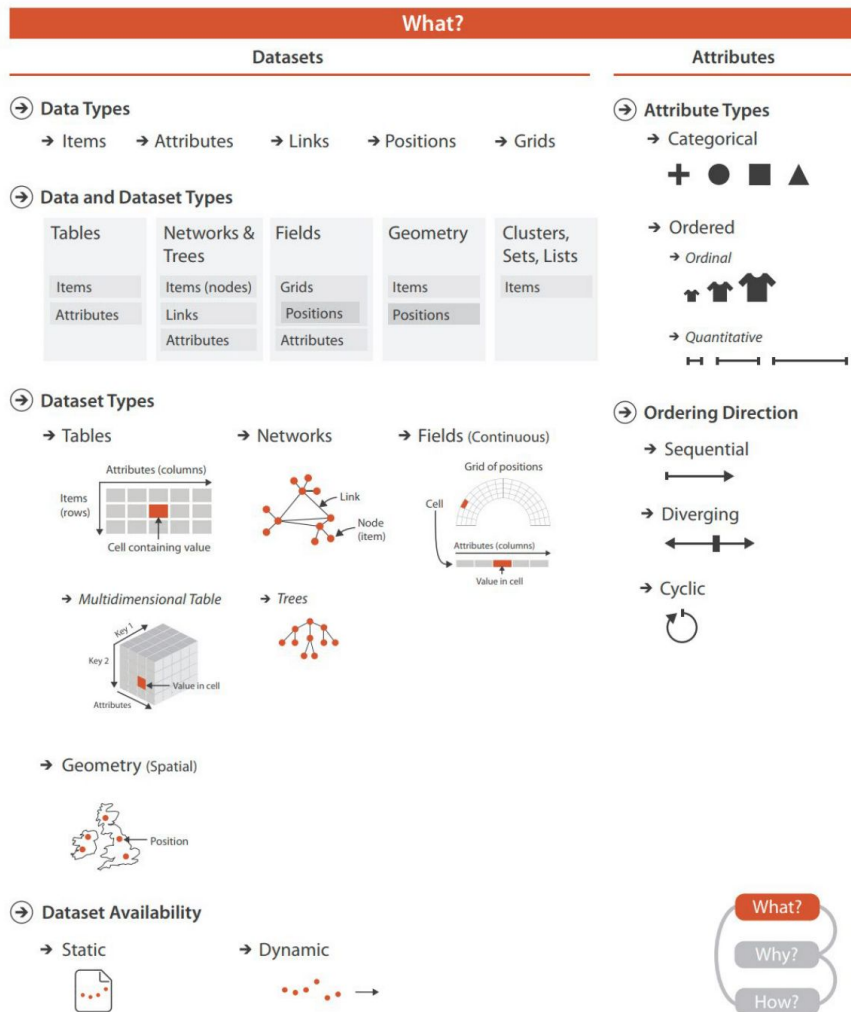 What?
Datasets
Attributes
Data Types
Items
Attributes
Links
Positions
Grids
Data and Dataset Types
Tables
Items
Attributes
Networks &
Trees
Items (nodes)
Links
Attributes
Fields
Grids
Positions
Attributes
Geometry
Items
Positions
Clusters,
Sets, Lists
Items
Dataset Types
Tables
Attributes (columns)
Items
(rows)
Cell containing value
Networks
Link
Node
(item)
Fields (Continuous)
Grid of positions
Cell
Attributes (columns)
Value in cell
Multidimensional Table
Key 1
Key 2
Value in cell
Attributes
Trees
Geometry (Spatial)
Position
Dataset Availability
Static
Dynamic
Attribute Types
Categorical
Ordered
Ordinal
Quantitative
Ordering Direction
Sequential
Diverging
Cyclic
What?
Why?
How?